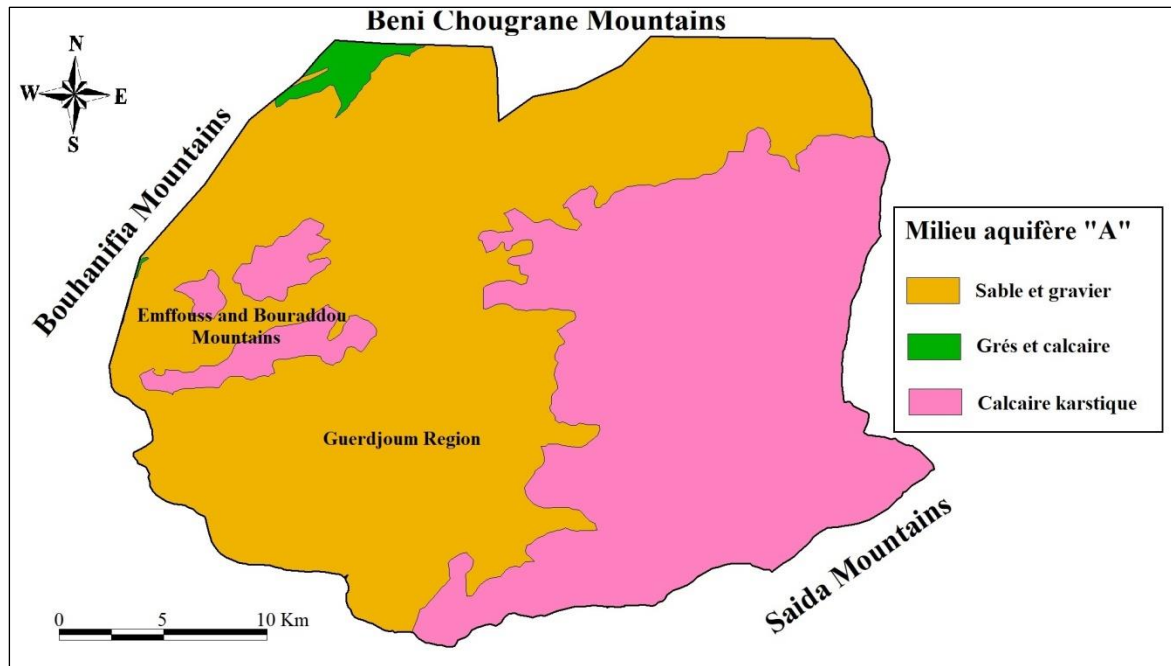 Beni Chougrane Mountains
N
W
E
S
Bouhanifia Mountains
Milieu aquifère "A"
Sable et gravier
Grés et calcaire
Calcaire karstique
Emffouss and Bouraddou
Mountains
Guerdjoum Region
Saida Mountains
0 5 10 Km